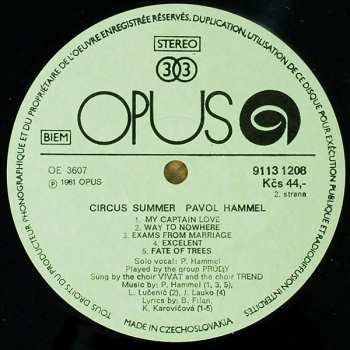 TOUS DROITS DU PRODUCTEUR PHONOGRAPHIQUE ET DU PROPRIÉTAIRE DE L'OEUVRE ENREGISTRÉE RÉSERVÉS. DUPLICATION, UTILISATION DE CE DISQUE POUR EXÉCUTION PUBLIQUE ET RADIODIFFUSION INTERDITES
STEREO
33
OPUS
BIEM
OE 3607
9113 1208
Ⓟ 1981 OPUS
Kčs 44,-
2. strana
CIRCUS SUMMER PAVOL HAMMEL
1. MY CAPTAIN LOVE
2. WAY TO NOWHERE
3. EXAMS FROM MARRIAGE
4. EXCELENT
5. FATE OF TREES
Solo vocal: P. Hammel
Played by the group PRÚDY
Sung by the choir VIVAT and the choir TREND
Music by: P. Hammel (1, 3, 5),
L. Lučenič (2), J. Lauko (4)
Lyrics by: B. Filan,
K. Karovičová (1-5)
MADE IN CZECHOSLOVAKIA